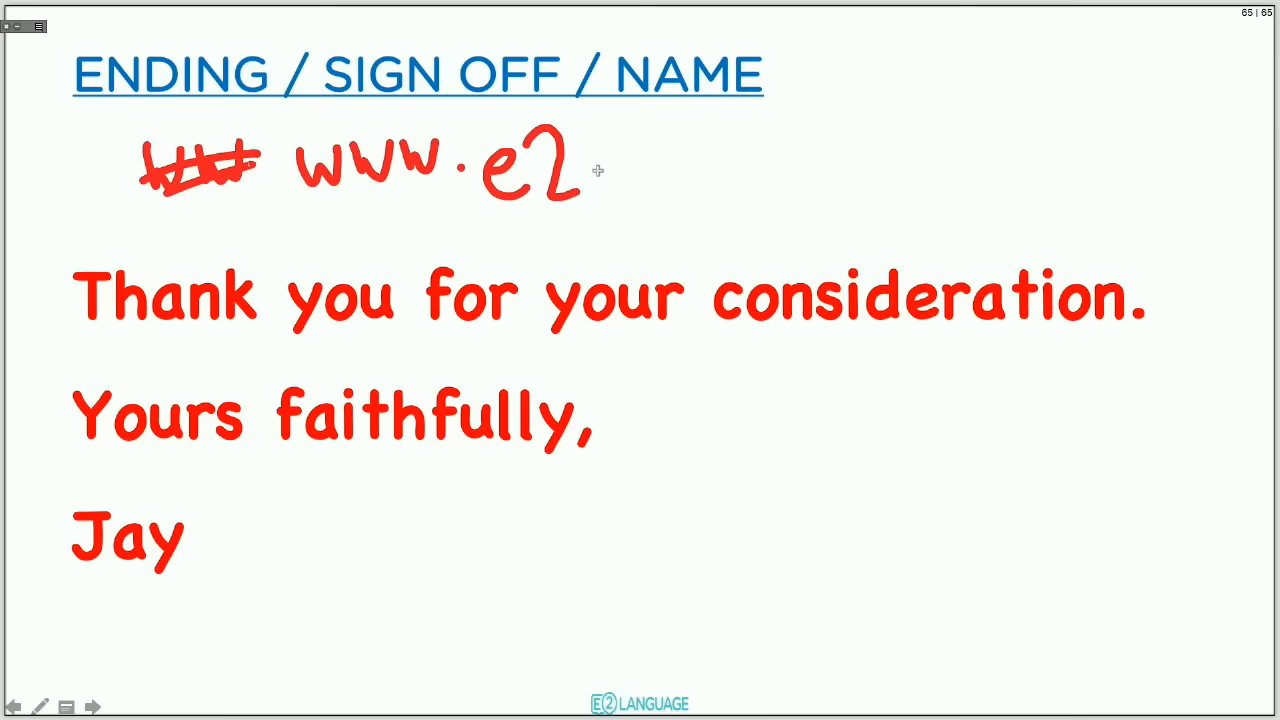 65 | 65
ENDING / SIGN OFF / NAME
www.e2
Thank you for your consideration.
Yours faithfully,
Jay
E2 LANGUAGE